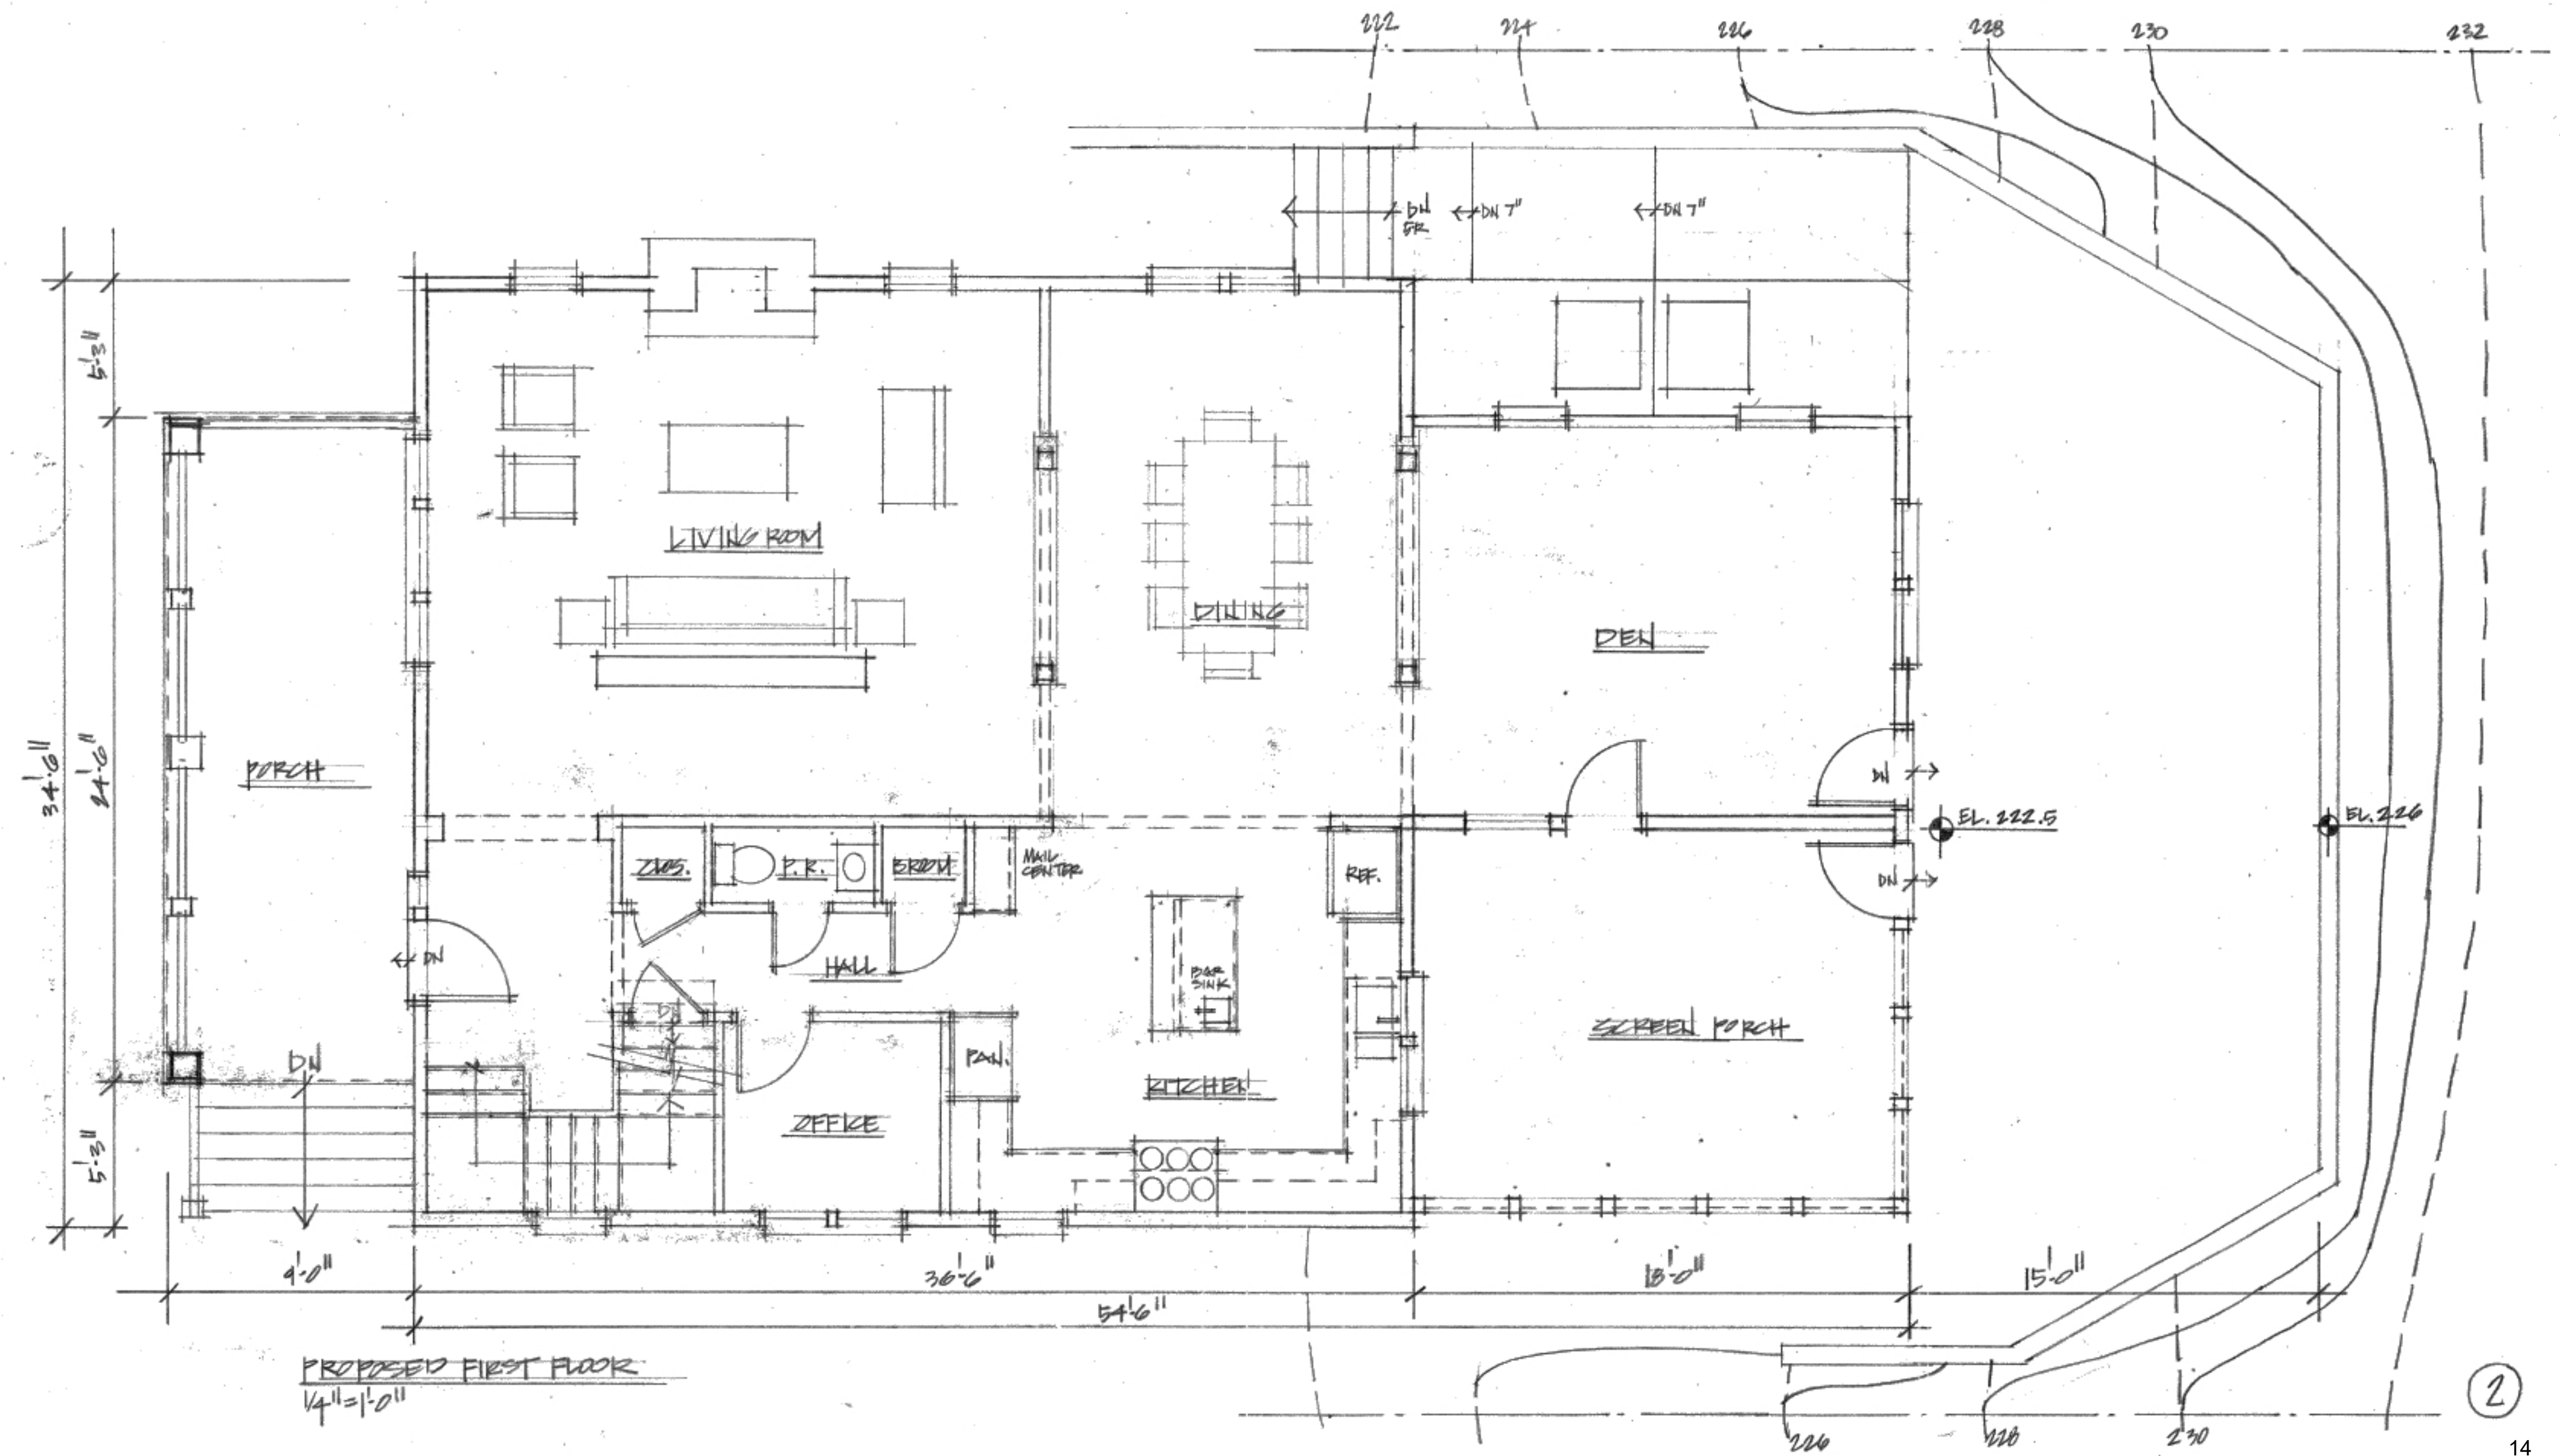 222 224 226 228 230 232
DN
5R
DN 7"
DN 7"
5'-3"
34'-6"
24'-6"
5'-3"
LIVING ROOM
DINING
DEN
PORCH
DN
EL. 222.5
EL. 226
CLOS.
P.R.
BROOM
MAIL
CENTER
REF.
DN
DN
HALL
BAR
SINK
DN
PAN.
SCREEN PORCH
DN
KITCHEN
OFFICE
9'-0"
36'-6"
18'-0"
15'-0"
54'-6"
PROPOSED FIRST FLOOR
1/4"=1'-0"
2
226 228 230
14